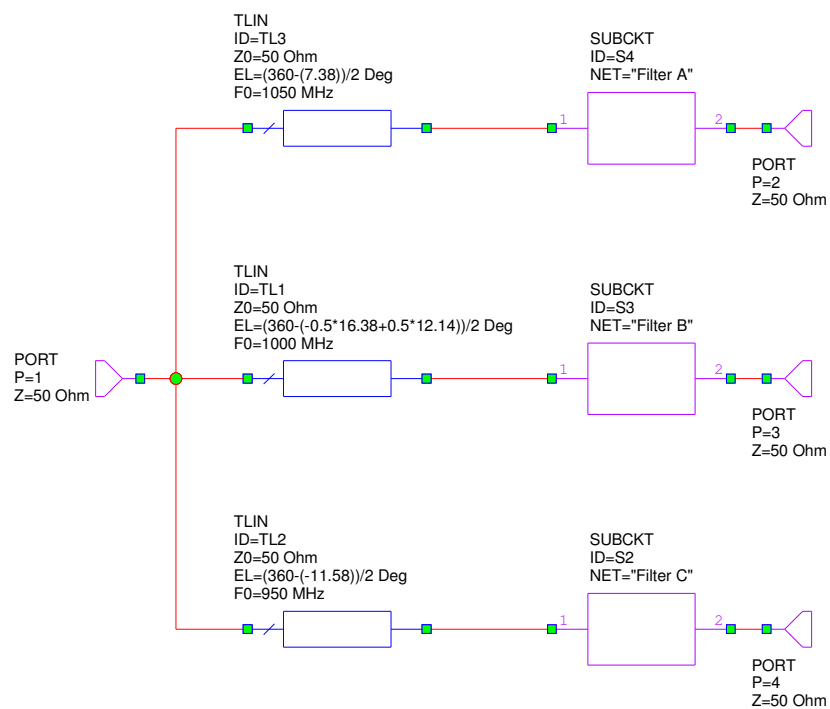 TLIN
ID=TL3
Z0=50 Ohm
EL=(360-(7.38))/2 Deg
F0=1050 MHz
SUBCKT
ID=S4
NET="Filter A"
1
2
PORT
P=2
Z=50 Ohm
TLIN
ID=TL1
Z0=50 Ohm
EL=(360-(-0.5*16.38+0.5*12.14))/2 Deg
F0=1000 MHz
SUBCKT
ID=S3
NET="Filter B"
PORT
P=1
Z=50 Ohm
1
2
PORT
P=3
Z=50 Ohm
TLIN
ID=TL2
Z0=50 Ohm
EL=(360-(-11.58))/2 Deg
F0=950 MHz
SUBCKT
ID=S2
NET="Filter C"
1
2
PORT
P=4
Z=50 Ohm